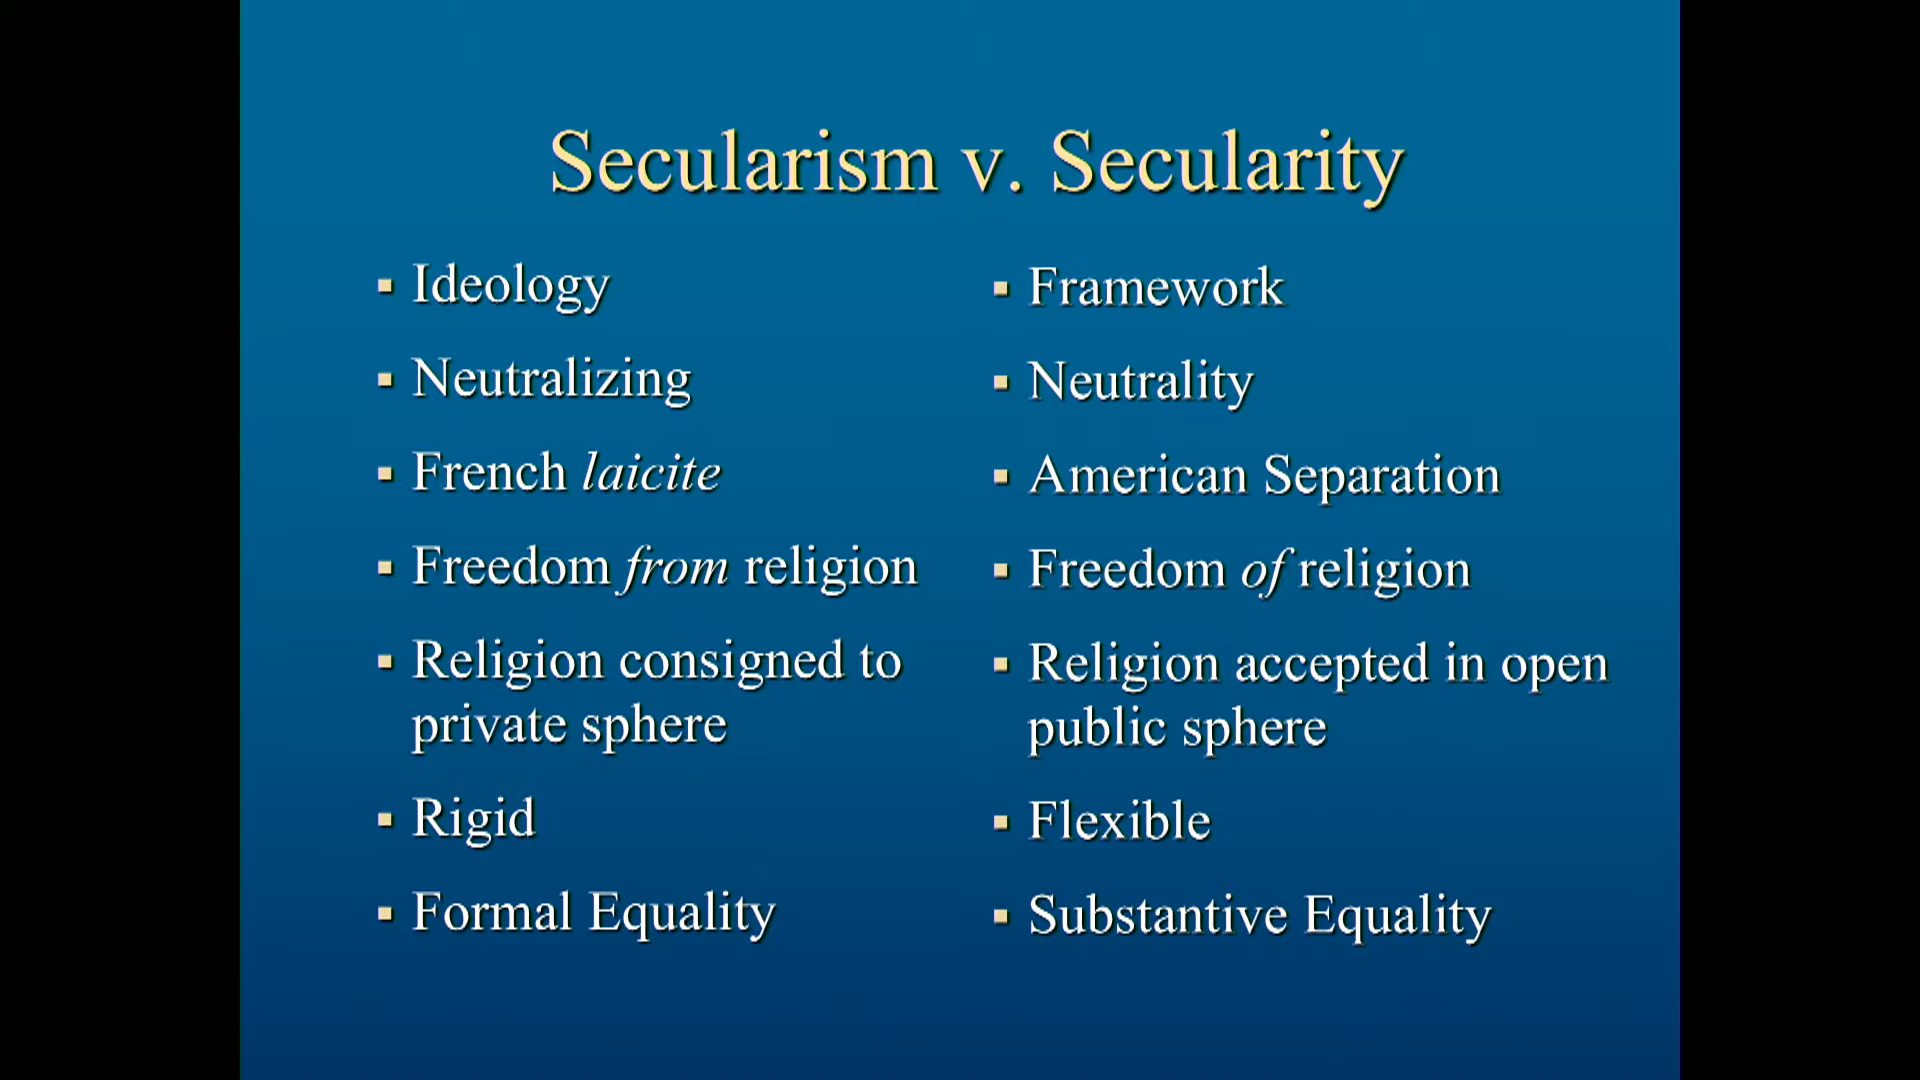 Secularism v. Secularity
▪ Ideology
▪ Neutralizing
▪ French laicite
▪ Freedom from religion
▪ Religion consigned to
private sphere
▪ Rigid
▪ Formal Equality
▪ Framework
▪ Neutrality
▪ American Separation
▪ Freedom of religion
▪ Religion accepted in open
public sphere
▪ Flexible
▪ Substantive Equality